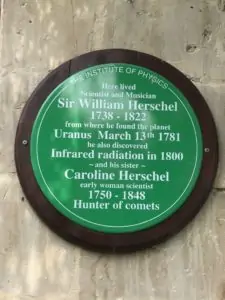 THE INSTITUTE OF PHYSICS
Here lived
Scientist and Musician
Sir William Herschel
1738 - 1822
from where he found the planet
Uranus March 13th 1781
he also discovered
Infrared radiation in 1800
~ and his sister ~
Caroline Herschel
early woman scientist
1750 - 1848
Hunter of comets